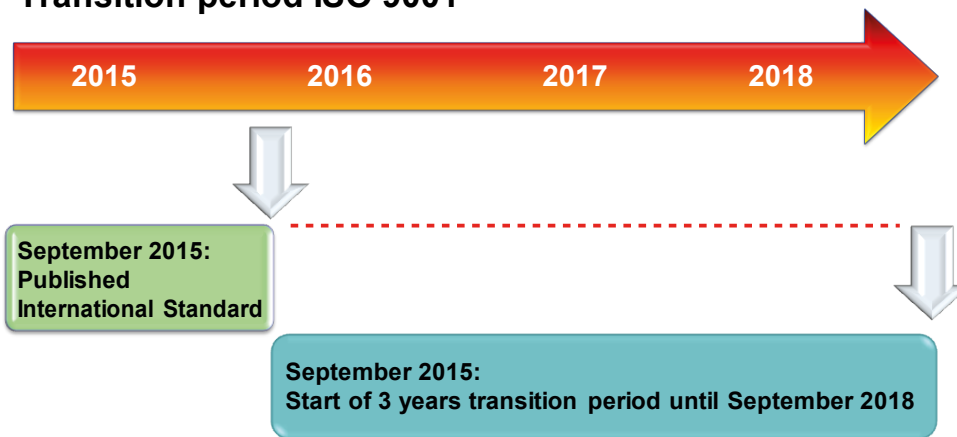 Transition period ISO 9001
2015 2016 2017 2018
September 2015:
Published
International Standard
September 2015:
Start of 3 years transition period until September 2018